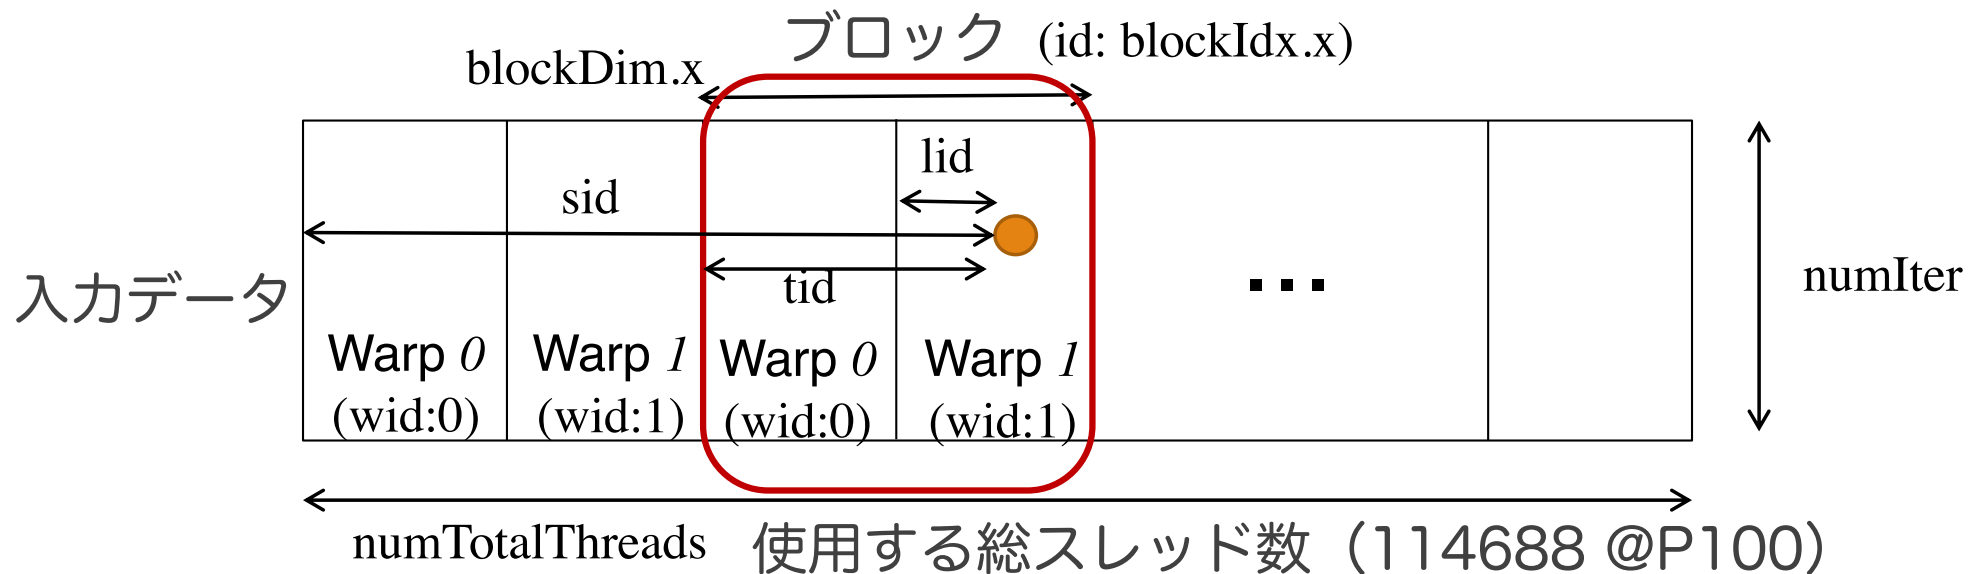 ブロック (id: blockIdx.x)
blockDim.x
lid
sid
tid
入力データ
numIter
Warp 0 Warp 1 Warp 0 Warp 1
(wid:0) (wid:1) (wid:0) (wid:1)
numTotalThreads 使用する総スレッド数（114688 @P100）